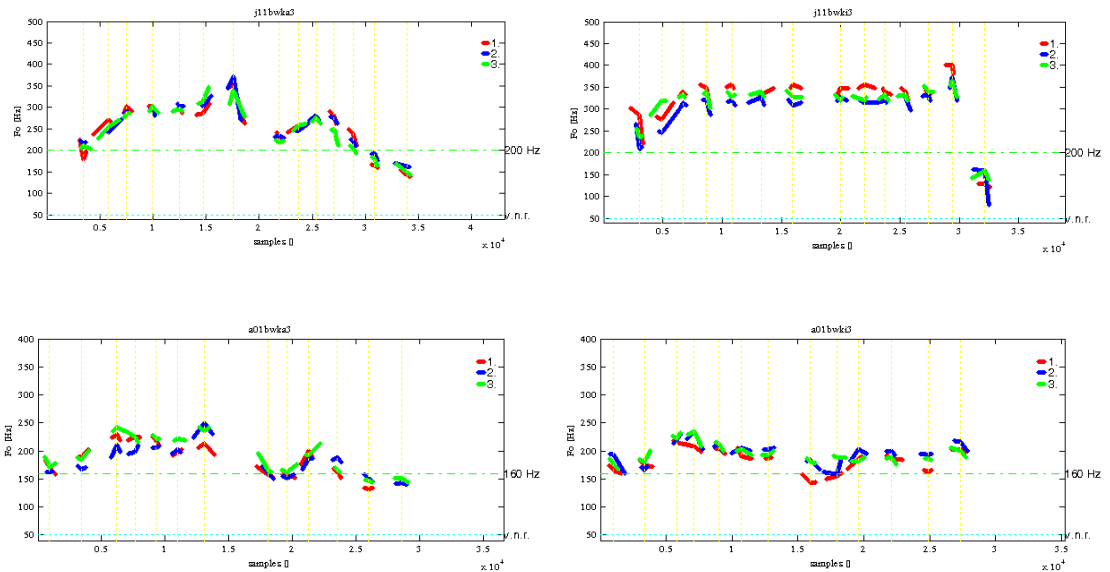 j11bwka3
500
450
400
350
300
250
200
150
100
50
Fo [Hz]
1.
2.
3.
200 Hz
v.n.r.
0.5 1 1.5 2 2.5 3 3.5 4
samples []
x 10^4
j11bwki3
500
450
400
350
300
250
200
150
100
50
Fo [Hz]
1.
2.
3.
200 Hz
v.n.r.
0.5 1 1.5 2 2.5 3 3.5
samples []
x 10^4
a01bwka3
400
350
300
250
200
150
100
50
Fo [Hz]
1.
2.
3.
160 Hz
v.n.r.
0.5 1 1.5 2 2.5 3 3.5
samples []
x 10^4
a01bwki3
400
350
300
250
200
150
100
50
Fo [Hz]
1.
2.
3.
160 Hz
v.n.r.
0.5 1 1.5 2 2.5 3 3.5
samples []
x 10^4